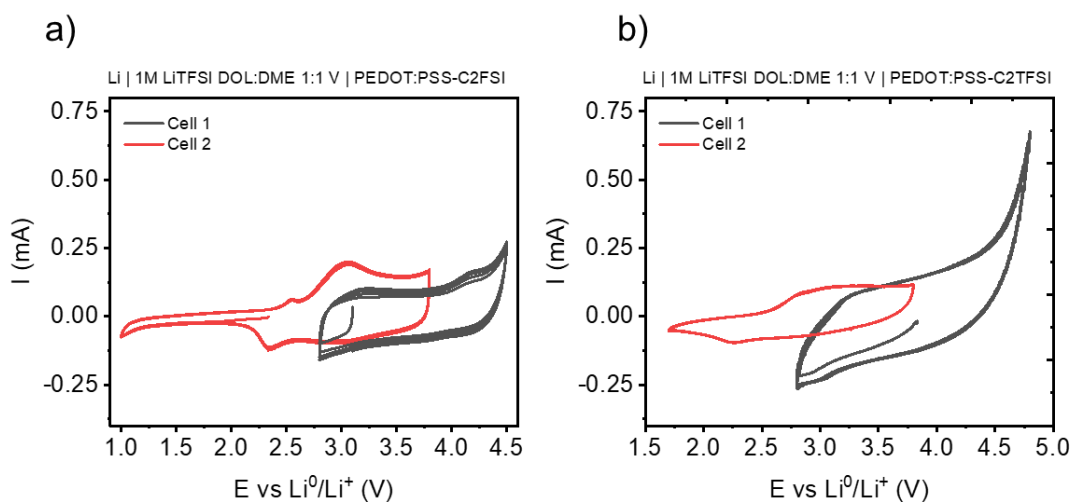 a)
Li | 1M LiTFSI DOL:DME 1:1 V | PEDOT:PSS-C2FSI
0.75
0.50
0.25
0.00
-0.25
I (mA)
Cell 1
Cell 2
1.0 1.5 2.0 2.5 3.0 3.5 4.0 4.5
E vs Li⁰/Li⁺ (V)
b)
Li | 1M LiTFSI DOL:DME 1:1 V | PEDOT:PSS-C2TFSI
0.75
0.50
0.25
0.00
-0.25
I (mA)
Cell 1
Cell 2
1.5 2.0 2.5 3.0 3.5 4.0 4.5 5.0
E vs Li⁰/Li⁺ (V)